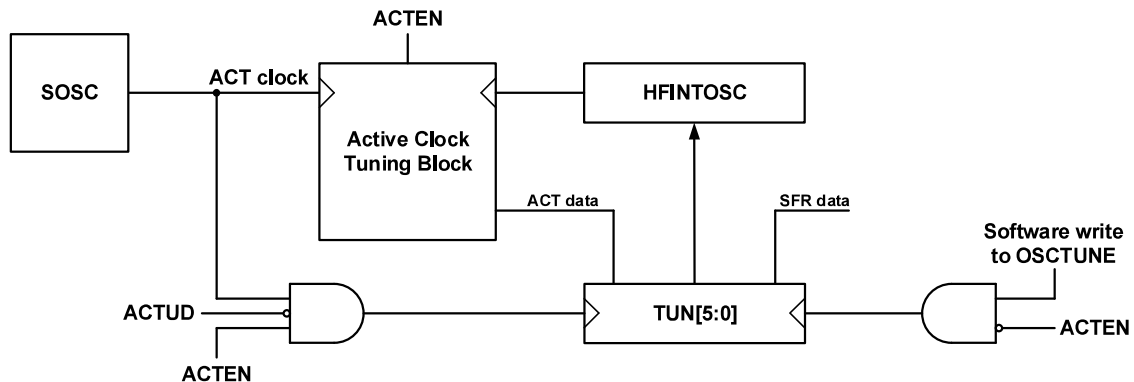 ACTEN
SOSC
ACT clock
HFINTOSC
Active Clock
Tuning Block
ACT data
SFR data
Software write
to OSCTUNE
ACTUD
TUN[5:0]
ACTEN
ACTEN